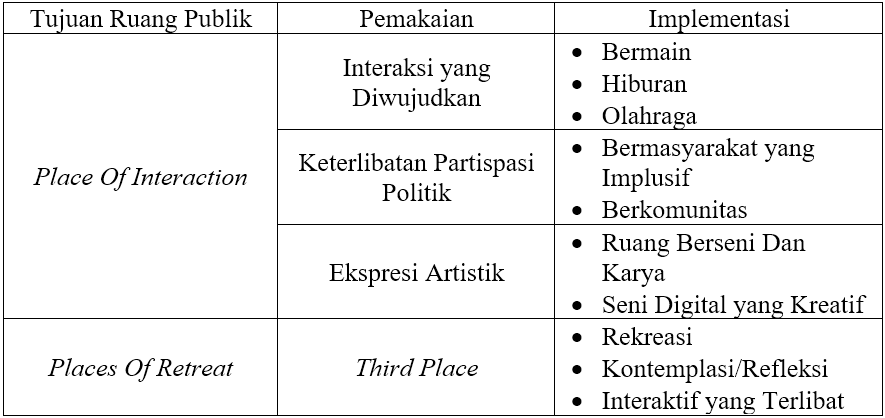 Tujuan Ruang Publik
Pemakaian
Implementasi
Place Of Interaction
Interaksi yang
Diwujudkan
• Bermain
• Hiburan
• Olahraga
Keterlibatan Partispasi
Politik
• Bermasyarakat yang
Implusif
• Berkomunitas
Ekspresi Artistik
• Ruang Berseni Dan
Karya
• Seni Digital yang Kreatif
Places Of Retreat
Third Place
• Rekreasi
• Kontemplasi/Refleksi
• Interaktif yang Terlibat